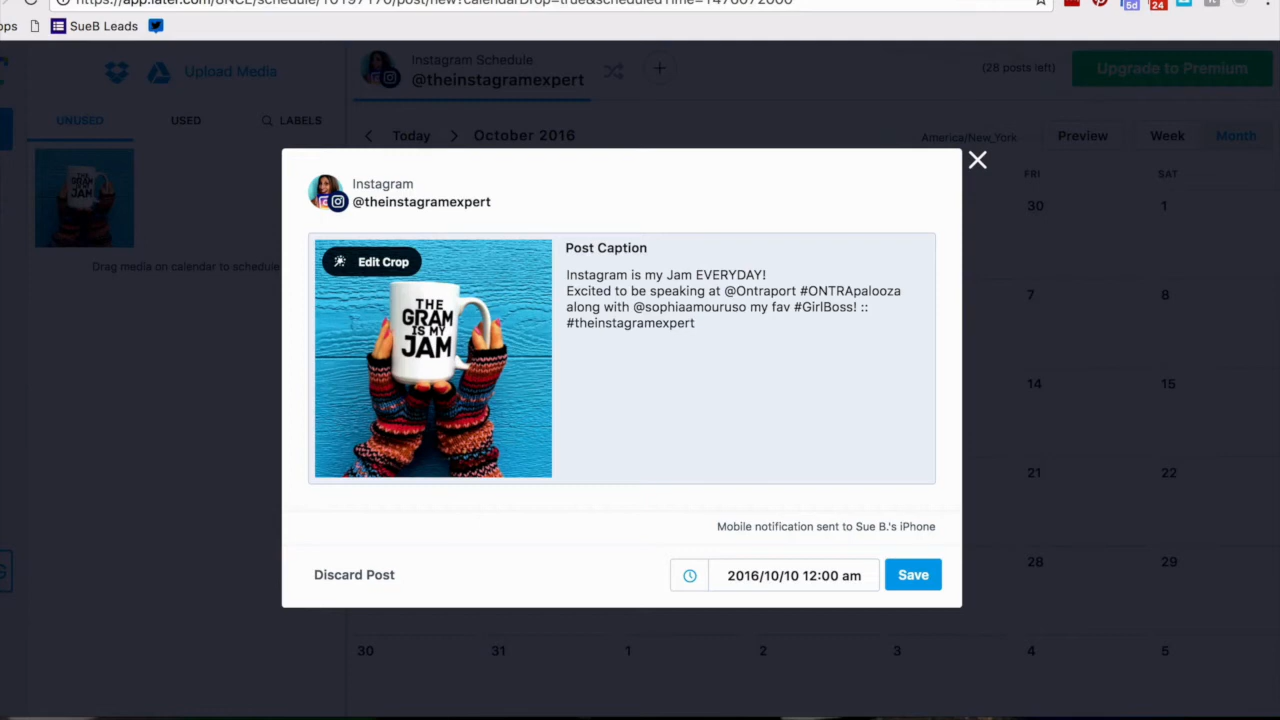 SueB Leads
5d
24
Upload Media
Instagram Schedule
@theinstagramexpert
(28 posts left)
Upgrade to Premium
UNUSED
USED
LABELS
Today
October 2016
America/New_York
Preview
Week
Month
FRI
SAT
30
1
Drag media on calendar to schedule
7
8
14
15
21
22
28
29
30
31
1
2
3
4
5
Instagram
@theinstagramexpert
Edit Crop
THE
GRAM
IS MY
JAM
Post Caption
Instagram is my Jam EVERYDAY!
Excited to be speaking at @Ontraport #ONTRApalooza
along with @sophiaamouruso my fav #GirlBoss! ::
#theinstagramexpert
Mobile notification sent to Sue B.'s iPhone
Discard Post
2016/10/10 12:00 am
Save